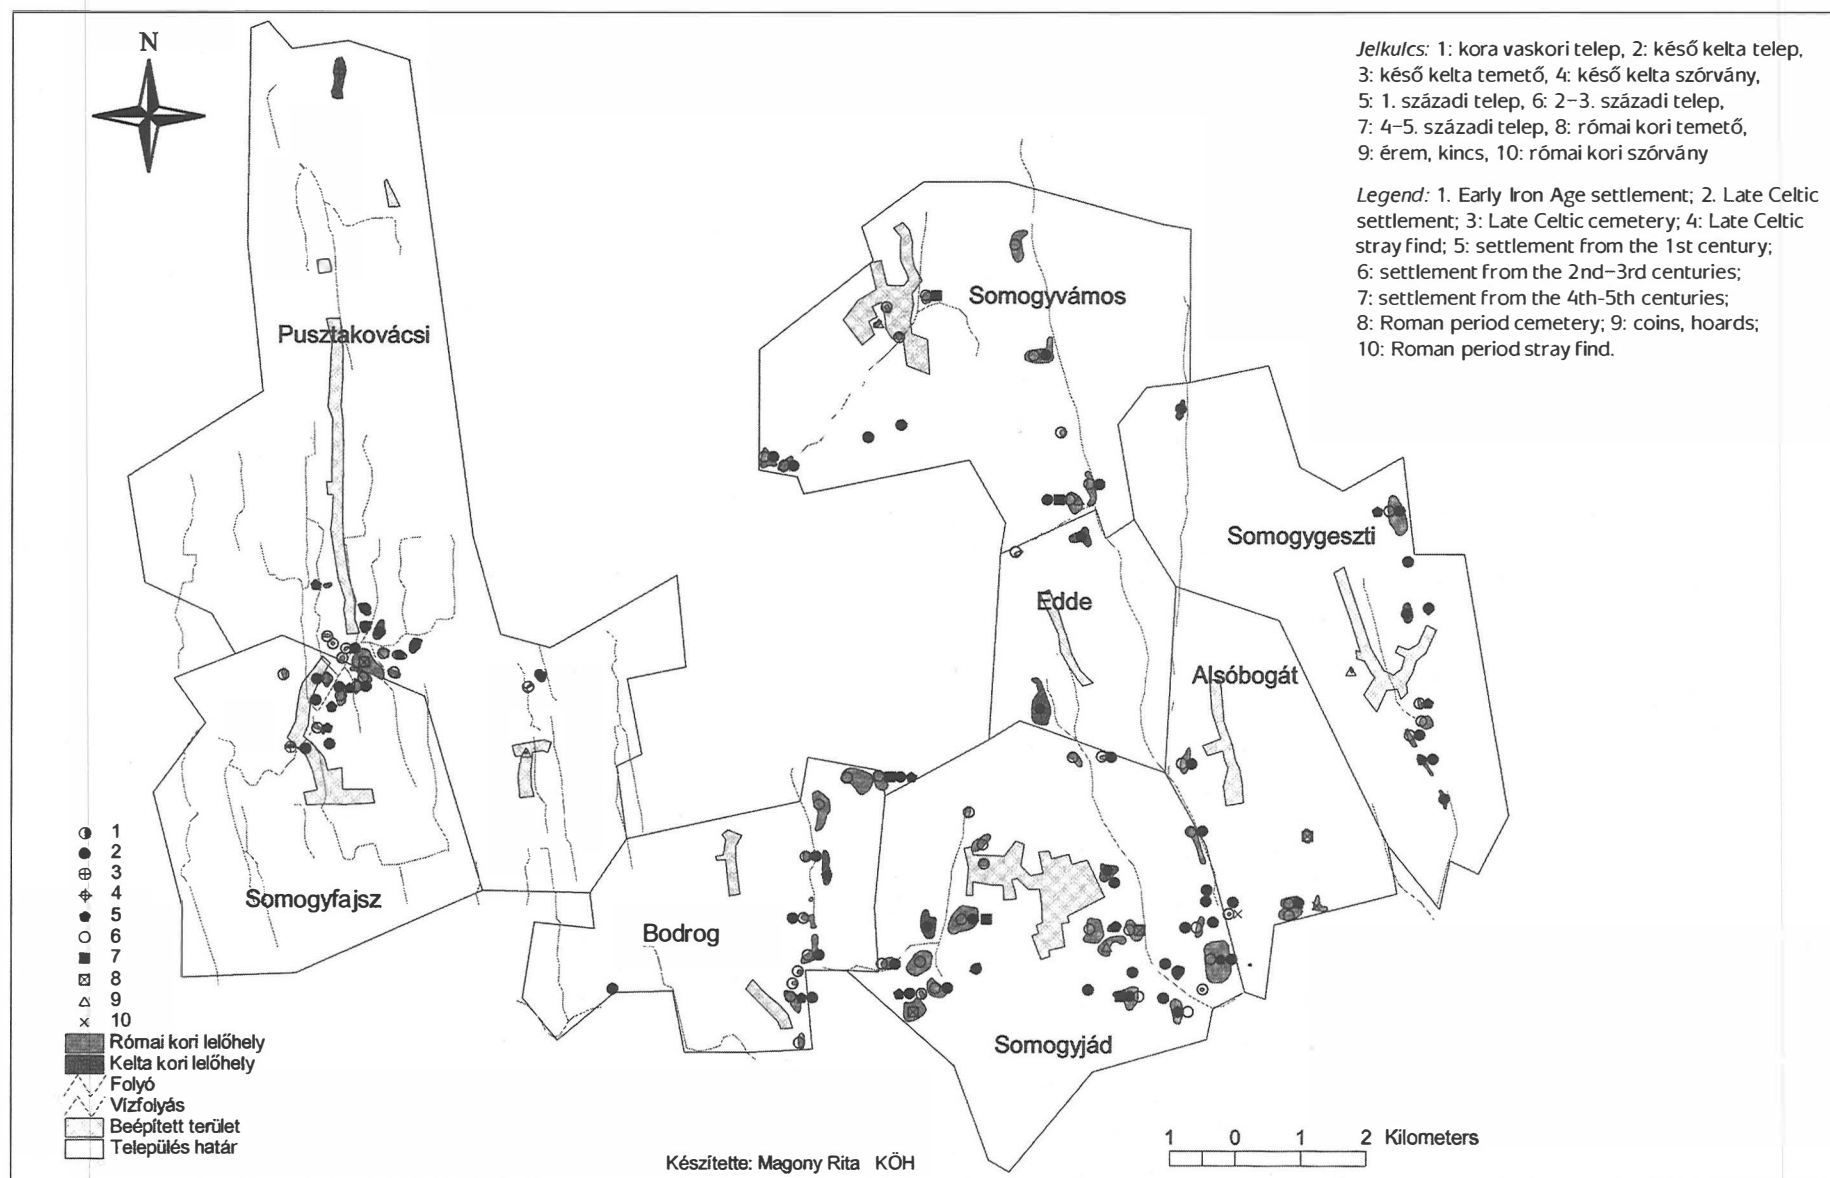 N
Jelkulcs: 1: kora vaskori telep, 2: késő kelta telep,
3: késő kelta temető, 4: késő kelta szórvány,
5: 1. századi telep, 6: 2–3. századi telep,
7: 4–5. századi telep, 8: római kori temető,
9: érem, kincs, 10: római kori szórvány
Legend: 1. Early Iron Age settlement; 2. Late Celtic
settlement; 3: Late Celtic cemetery; 4: Late Celtic
stray find; 5: settlement from the 1st century;
6: settlement from the 2nd–3rd centuries;
7: settlement from the 4th-5th centuries;
8: Roman period cemetery; 9: coins, hoards;
10: Roman period stray find.
Somogyvámos
Pusztakovácsi
Somogygeszti
Edde
Alsóbogát
Somogyfajsz
Bodrog
Somogyjád
1
2
3
4
5
6
7
8
9
10
Római kori lelőhely
Kelta kori lelőhely
Folyó
Vízfolyás
Beépített terület
Település határ
1 0 1 2 Kilometers
Készítette: Magony Rita KÖH